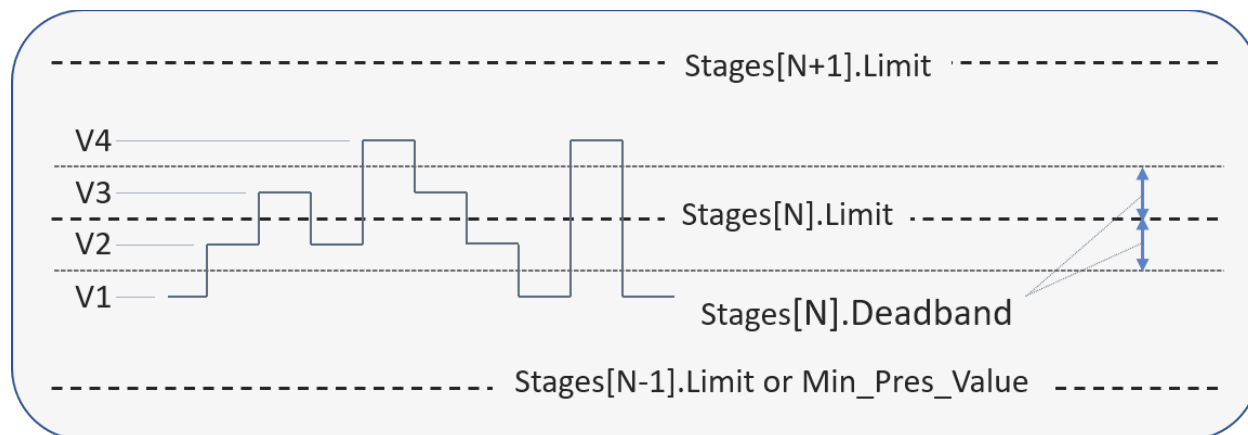 Stages[N+1].Limit
V4
V3
Stages[N].Limit
V2
V1
Stages[N].Deadband
Stages[N-1].Limit or Min_Pres_Value